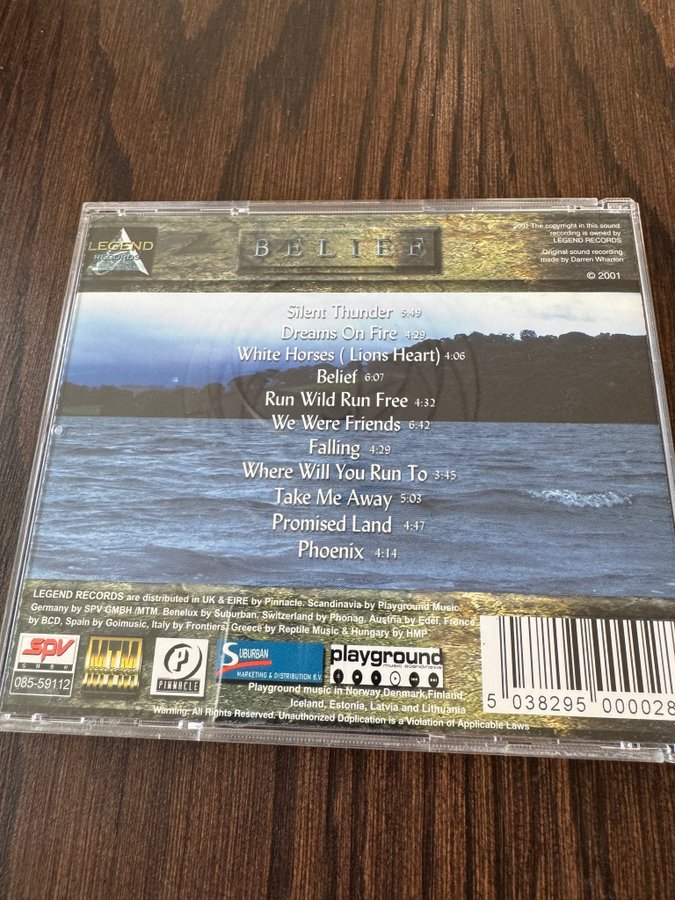 LEGEND
RECORDS
BELIEF
2001 The copyright in this sound
recording is owned by
LEGEND RECORDS
Original sound recording
made by Darren Wharton
© 2001
Silent Thunder 5:49
Dreams On Fire 4:29
White Horses ( Lions Heart) 4:06
Belief 6:07
Run Wild Run Free 4:32
We Were Friends 6:42
Falling 4:29
Where Will You Run To 3:45
Take Me Away 5:03
Promised Land 4:47
Phoenix 4:14
LEGEND RECORDS are distributed in UK & EIRE by Pinnacle. Scandinavia by Playground Music.
Germany by SPV GMBH /MTM. Benelux by Suburban. Switzerland by Phonag. Austria by Edel, France
by BCD, Spain by Goimusic, Italy by Frontiers, Greece by Reptile Music & Hungary by HMP
SPV
GMBH
085-59112
MTM
P
PINNACLE
SUBURBAN
MARKETING & DISTRIBUTION B.V.
playground
music scandinavia
Playground music in Norway,Denmark,Finland,
Iceland, Estonia, Latvia and Lithuania
Warning: All Rights Reserved. Unauthorized Duplication is a Violation of Applicable Laws
5 038295 000028